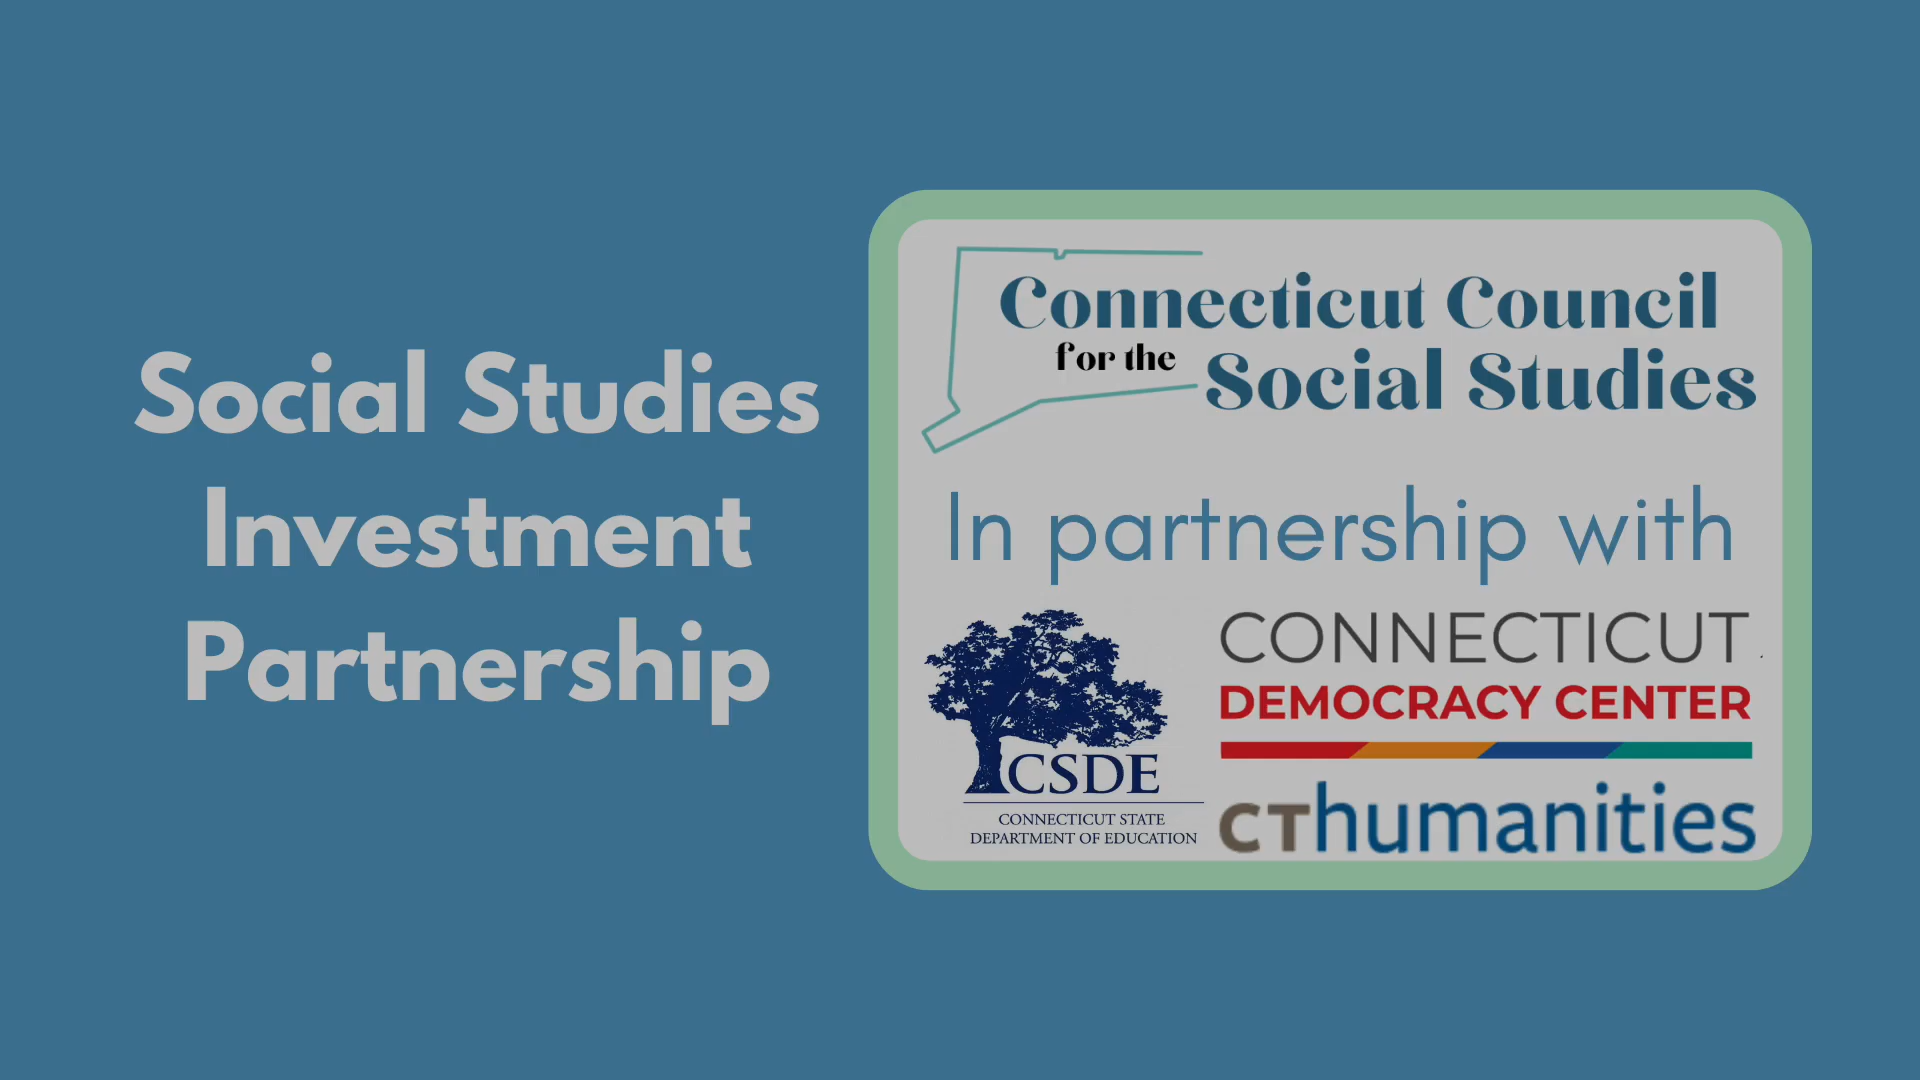 Social Studies
Investment
Partnership
Connecticut Council
for the Social Studies
In partnership with
CSDE
CONNECTICUT STATE
DEPARTMENT OF EDUCATION
CONNECTICUT
DEMOCRACY CENTER
CThumanities